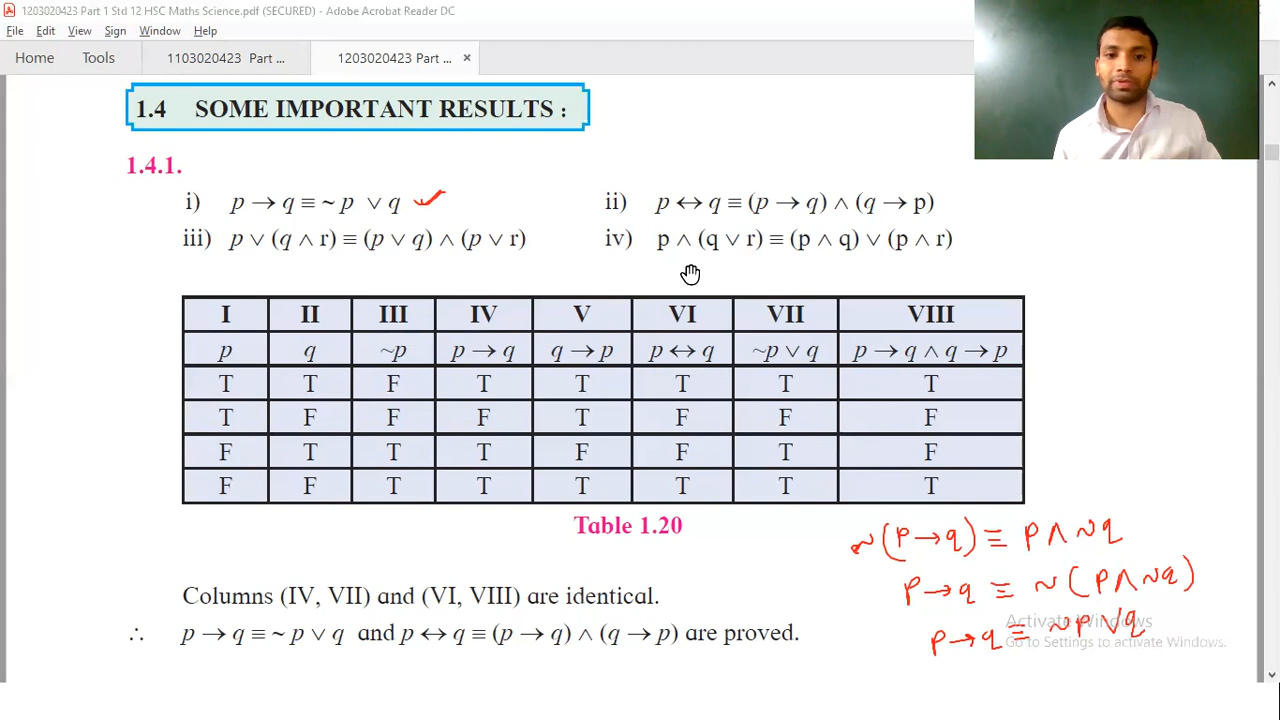 1203020423 Part 1 Std 12 HSC Maths Science.pdf (SECURED) - Adobe Acrobat Reader DC
File Edit View Sign Window Help
Home Tools 1103020423 Part ... 1203020423 Part ... ×
1.4 SOME IMPORTANT RESULTS :
1.4.1.
i) p → q ≡ ~ p ∨ q ✓ ii) p ↔ q ≡ (p → q) ∧ (q → p)
iii) p ∨ (q ∧ r) ≡ (p ∨ q) ∧ (p ∨ r) iv) p ∧ (q ∨ r) ≡ (p ∧ q) ∨ (p ∧ r)
I II III IV V VI VII VIII
p q ~p p → q q → p p ↔ q ~p ∨ q p → q ∧ q → p
T T F T T T T T
T F F F T F F F
F T T T F F T F
F F T T T T T T
Table 1.20
~(p→q) ≡ p∧~q
p→q ≡ ~(p∧~q)
Columns (IV, VII) and (VI, VIII) are identical.
p→q ≡ ~p∨q
Activate Windows
Go to Settings to activate Windows.
∴ p → q ≡ ~ p ∨ q and p ↔ q ≡ (p → q) ∧ (q → p) are proved.